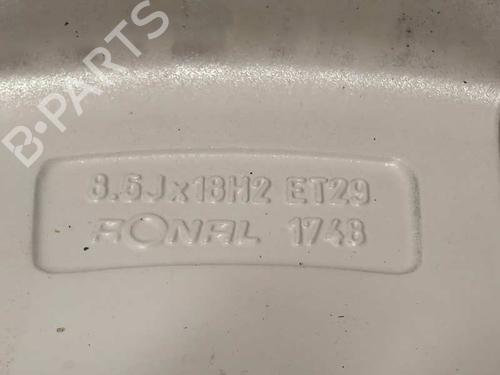 B-PARTS
8.5Jx18H2 ET29
RONAL 1748